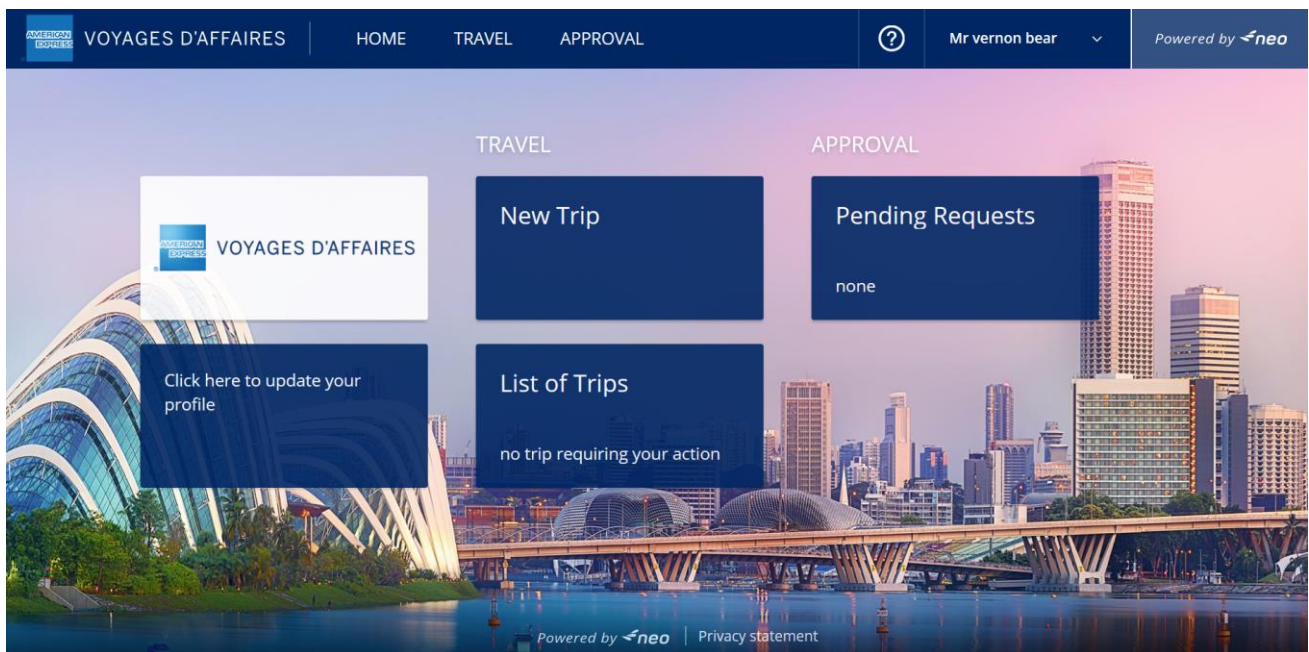 AMERICAN EXPRESS VOYAGES D'AFFAIRES HOME TRAVEL APPROVAL ? Mr vernon bear Powered by neo
TRAVEL
APPROVAL
AMERICAN EXPRESS
® VOYAGES D'AFFAIRES
New Trip
Pending Requests
none
Click here to update your
profile
List of Trips
no trip requiring your action
Powered by neo | Privacy statement